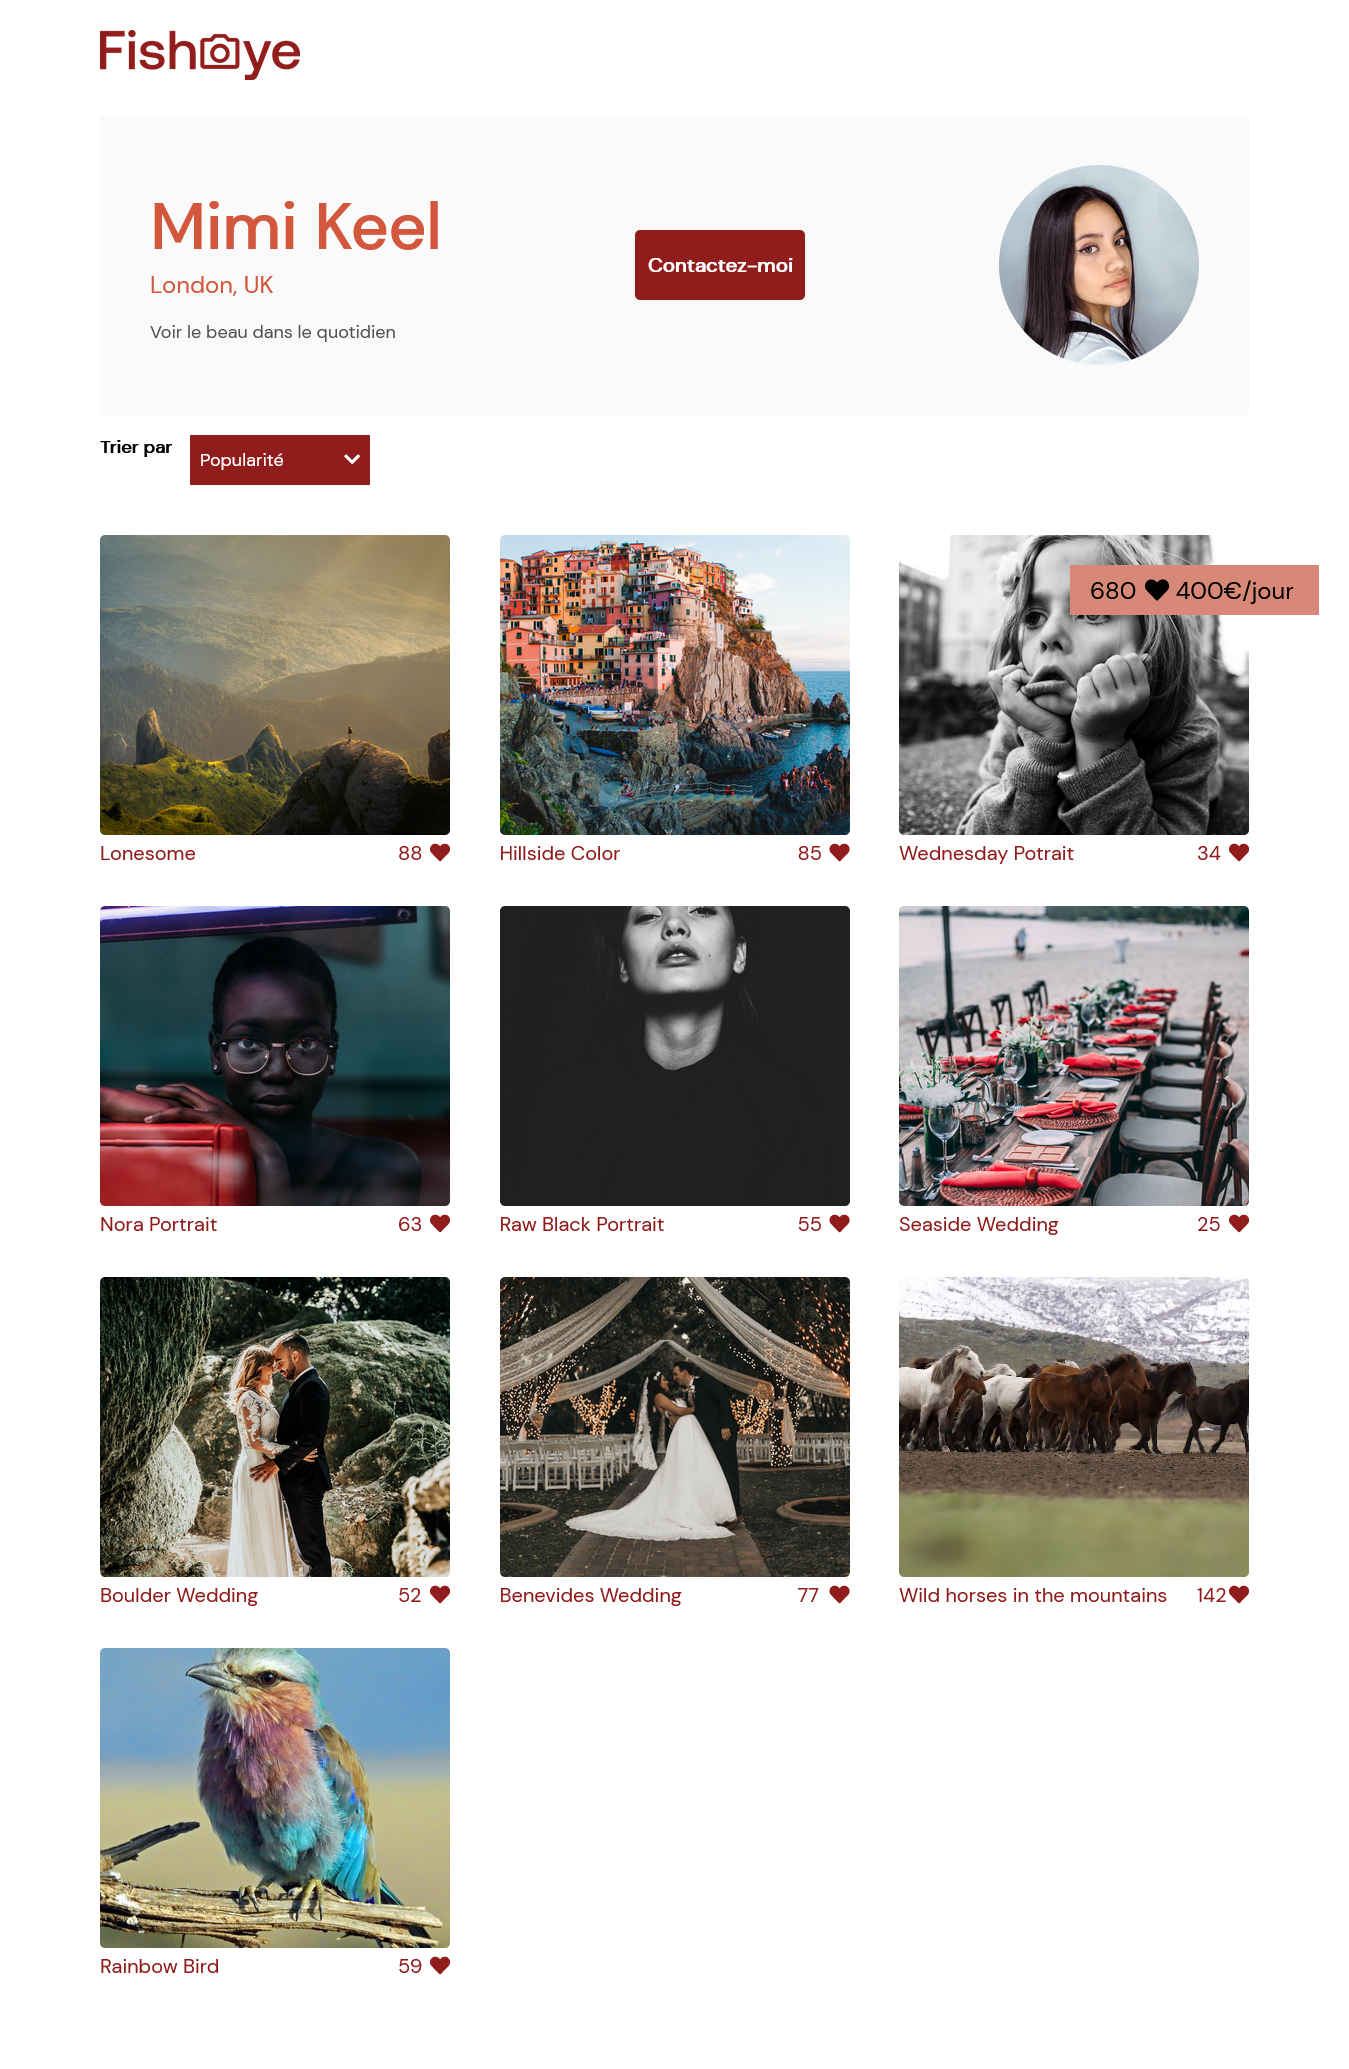 Fisheye
Mimi Keel
London, UK
Voir le beau dans le quotidien
Contactez-moi
Trier par
Popularité
680 400€/jour
Lonesome 88
Hillside Color 85
Wednesday Potrait 34
Nora Portrait 63
Raw Black Portrait 55
Seaside Wedding 25
Boulder Wedding 52
Benevides Wedding 77
Wild horses in the mountains 142
Rainbow Bird 59